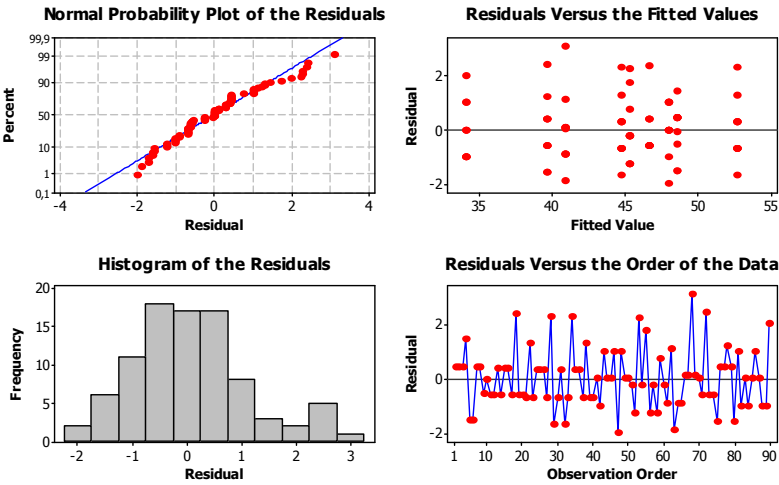 Normal Probability Plot of the Residuals
99,9
99
90
50
10
1
0,1
Percent
-4 -2 0 2 4
Residual
Residuals Versus the Fitted Values
2
0
-2
Residual
35 40 45 50 55
Fitted Value
Histogram of the Residuals
20
15
10
5
0
Frequency
-2 -1 0 1 2 3
Residual
Residuals Versus the Order of the Data
2
0
-2
Residual
1 10 20 30 40 50 60 70 80 90
Observation Order